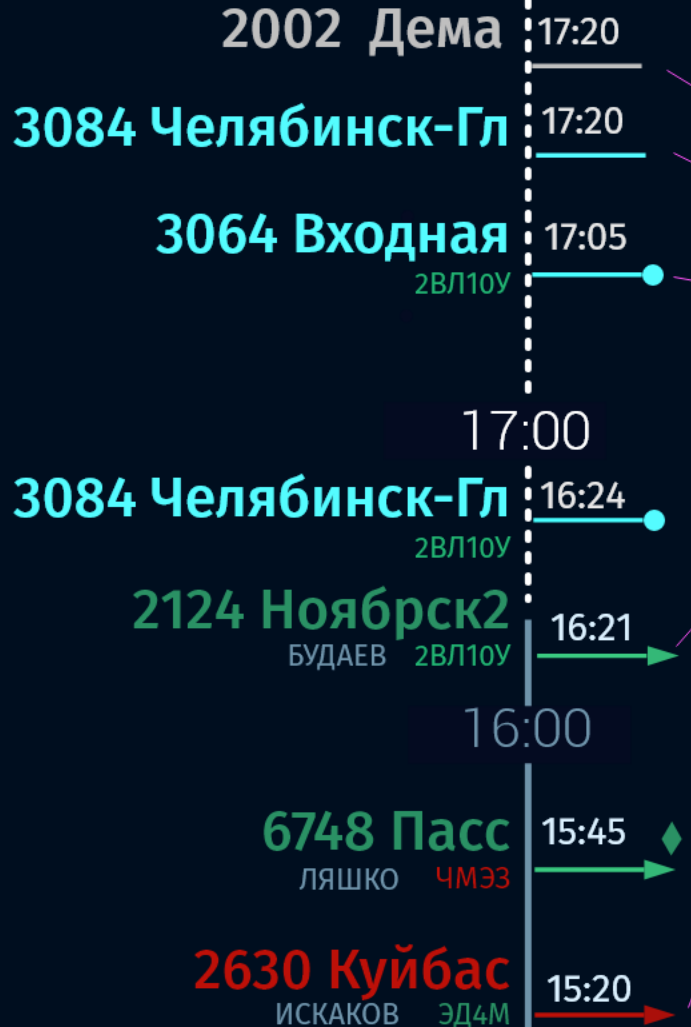 2002 Дема 17:20
3084 Челябинск-Гл 17:20
3064 Входная 17:05
2ВЛ10У
17:00
3084 Челябинск-Гл 16:24
2ВЛ10У
2124 Ноябрск2 16:21
БУДАЕВ 2ВЛ10У
16:00
6748 Пасс 15:45
ЛЯШКО ЧМЭЗ
2630 Куйбас 15:20
ИСКАКОВ ЭД4М